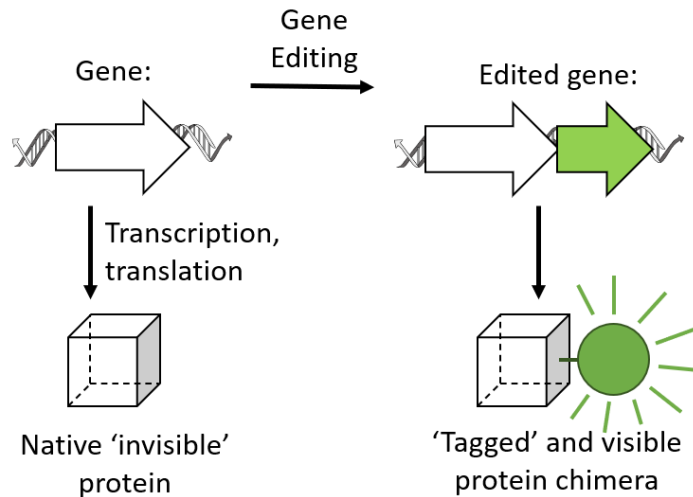 Gene
Editing
Gene:
Edited gene:
Transcription,
translation
Native ‘invisible’
protein
‘Tagged’ and visible
protein chimera